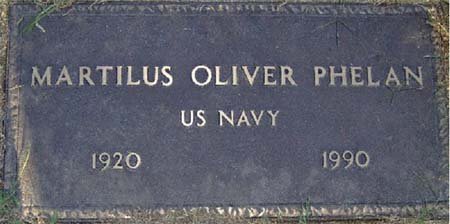 MARTILUS OLIVER PHELAN
US NAVY
1920 1990